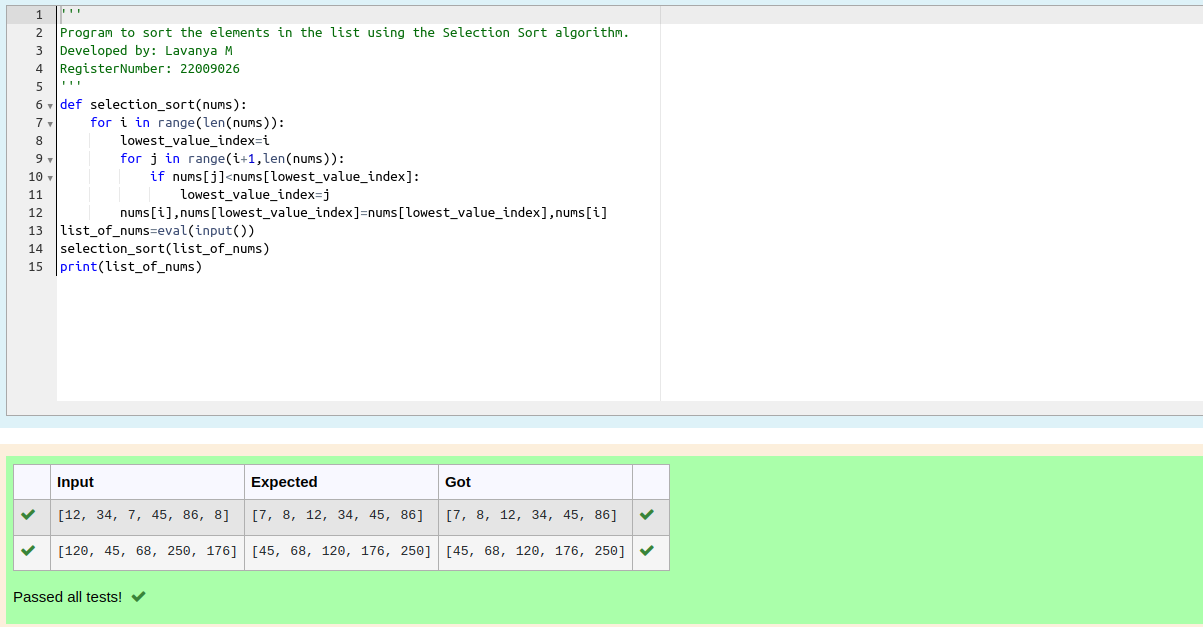 1 '''
2 Program to sort the elements in the list using the Selection Sort algorithm.
3 Developed by: Lavanya M
4 RegisterNumber: 22009026
5 '''
6 def selection_sort(nums):
7     for i in range(len(nums)):
8         lowest_value_index=i
9         for j in range(i+1,len(nums)):
10             if nums[j]<nums[lowest_value_index]:
11                 lowest_value_index=j
12         nums[i],nums[lowest_value_index]=nums[lowest_value_index],nums[i]
13 list_of_nums=eval(input())
14 selection_sort(list_of_nums)
15 print(list_of_nums)
Input Expected Got
[12, 34, 7, 45, 86, 8] [7, 8, 12, 34, 45, 86] [7, 8, 12, 34, 45, 86]
[120, 45, 68, 250, 176] [45, 68, 120, 176, 250] [45, 68, 120, 176, 250]
Passed all tests!